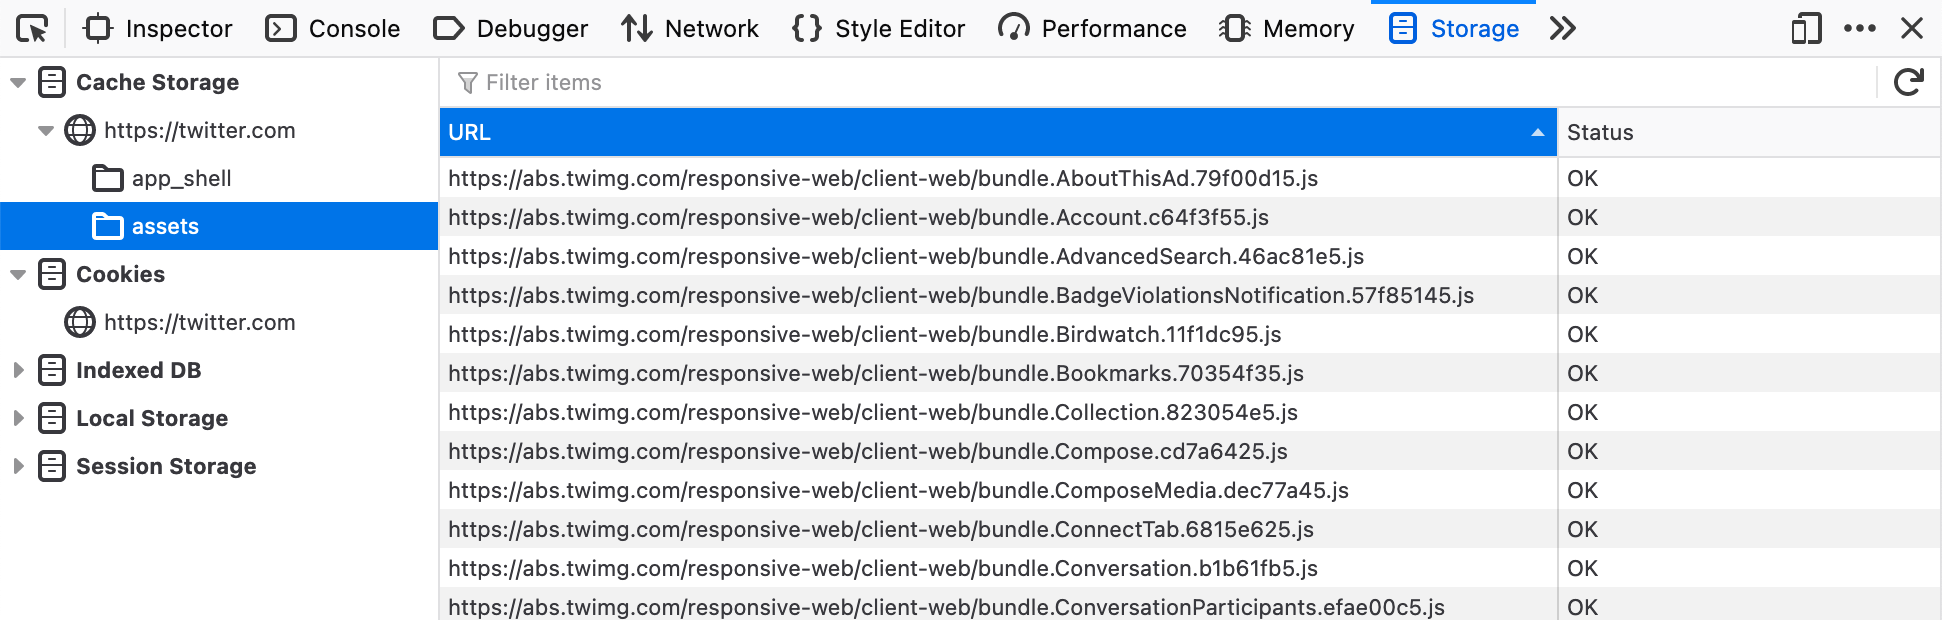 Inspector Console Debugger Network Style Editor Performance Memory Storage
Cache Storage
https://twitter.com
app_shell
assets
Cookies
https://twitter.com
Indexed DB
Local Storage
Session Storage
Filter items
URL Status
https://abs.twimg.com/responsive-web/client-web/bundle.AboutThisAd.79f00d15.js OK
https://abs.twimg.com/responsive-web/client-web/bundle.Account.c64f3f55.js OK
https://abs.twimg.com/responsive-web/client-web/bundle.AdvancedSearch.46ac81e5.js OK
https://abs.twimg.com/responsive-web/client-web/bundle.BadgeViolationsNotification.57f85145.js OK
https://abs.twimg.com/responsive-web/client-web/bundle.Birdwatch.11f1dc95.js OK
https://abs.twimg.com/responsive-web/client-web/bundle.Bookmarks.70354f35.js OK
https://abs.twimg.com/responsive-web/client-web/bundle.Collection.823054e5.js OK
https://abs.twimg.com/responsive-web/client-web/bundle.Compose.cd7a6425.js OK
https://abs.twimg.com/responsive-web/client-web/bundle.ComposeMedia.dec77a45.js OK
https://abs.twimg.com/responsive-web/client-web/bundle.ConnectTab.6815e625.js OK
https://abs.twimg.com/responsive-web/client-web/bundle.Conversation.b1b61fb5.js OK
https://abs.twimg.com/responsive-web/client-web/bundle.ConversationParticipants.efae00c5.js OK